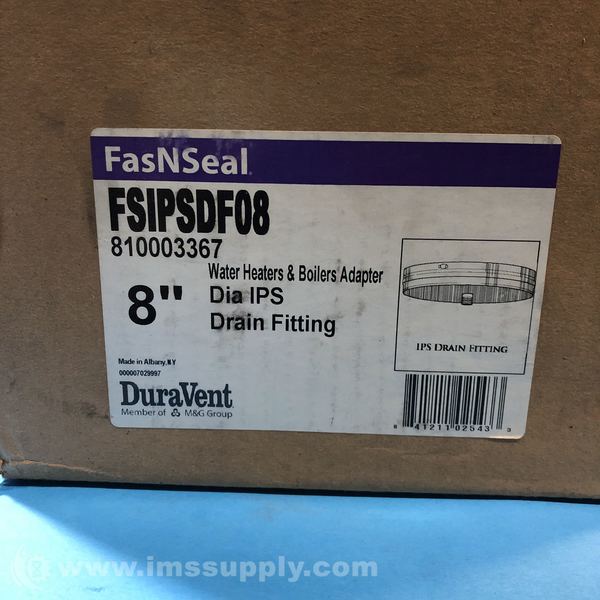 FasNSeal
FSIPSDF08
810003367
Water Heaters & Boilers Adapter
8" Dia IPS
Drain Fitting
IPS DRAIN FITTING
Made in Albany, NY
000007029997
DuraVent
Member of M&G Group
8 41211 02543 3
www.imssupply.com